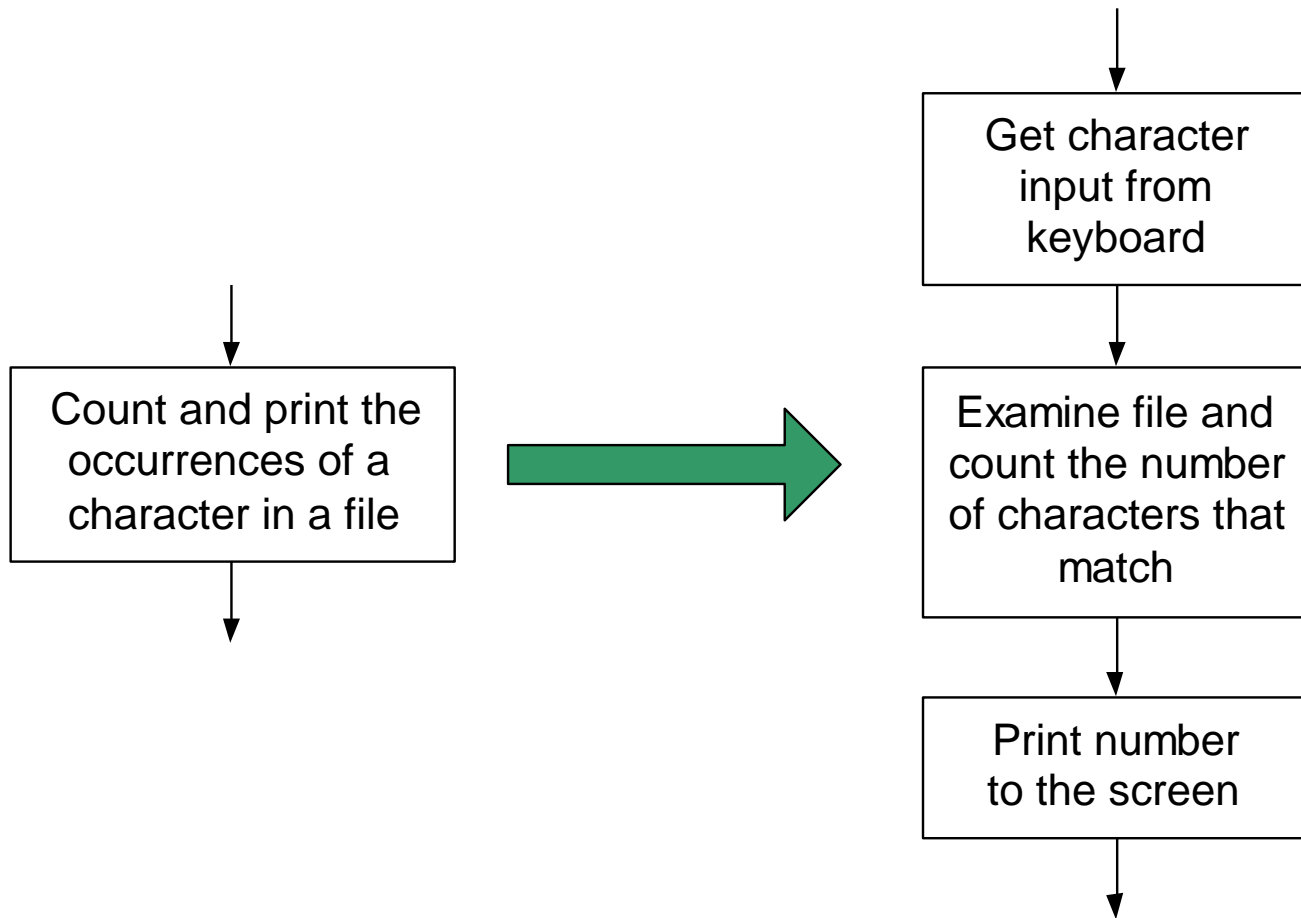 Count and print the
occurrences of a
character in a file
Get character
input from
keyboard
Examine file and
count the number
of characters that
match
Print number
to the screen